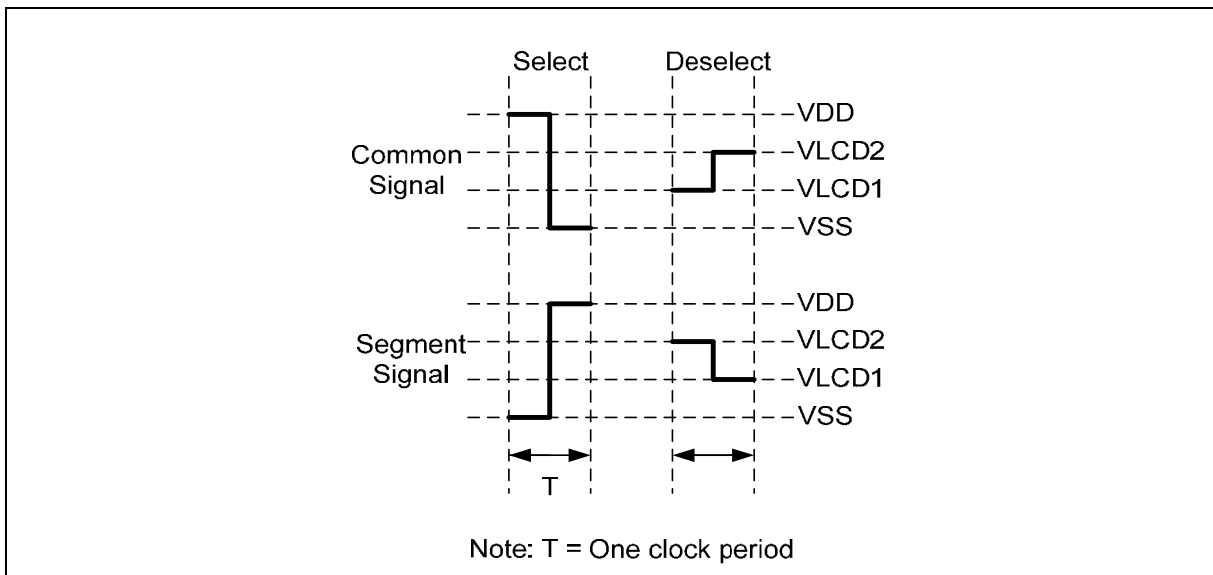 Select Deselect
VDD
VLCD2
Common
Signal
VLCD1
VSS
VDD
VLCD2
Segment
Signal
VLCD1
VSS
T
Note: T = One clock period